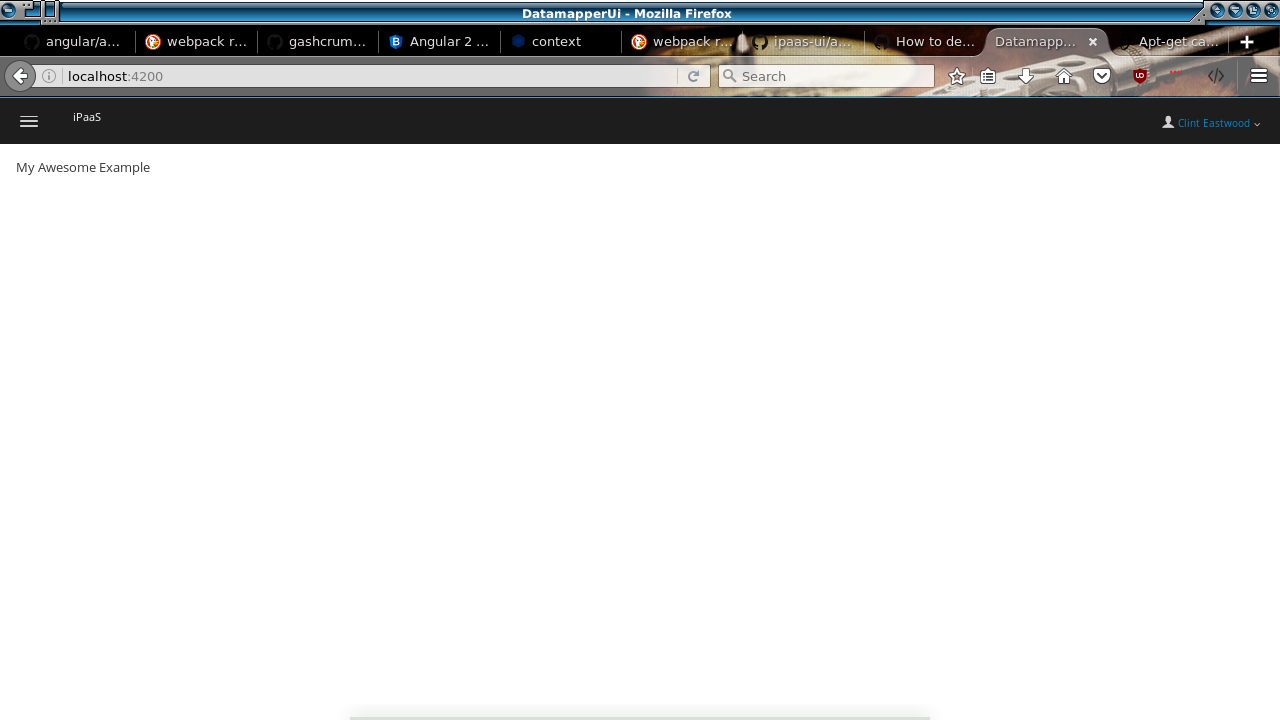 DatamapperUi - Mozilla Firefox
angular/a... webpack r... gashcrum... Angular 2 ... context webpack r... ipaas-ui/a... How to de... Datamapp... Apt-get ca...
localhost:4200 Search
iPaaS Clint Eastwood
My Awesome Example